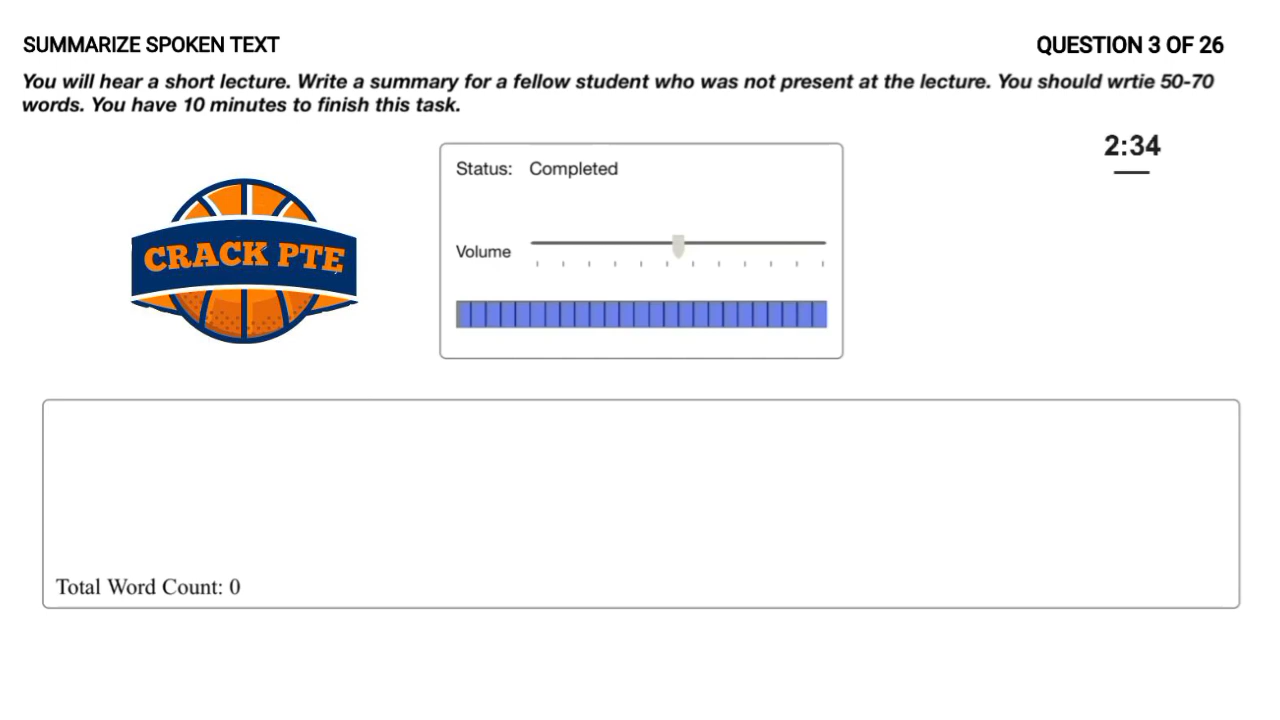 SUMMARIZE SPOKEN TEXT
QUESTION 3 OF 26
You will hear a short lecture. Write a summary for a fellow student who was not present at the lecture. You should wrtie 50-70
words. You have 10 minutes to finish this task.
2:34
Status: Completed
CRACK PTE
Volume
Total Word Count: 0